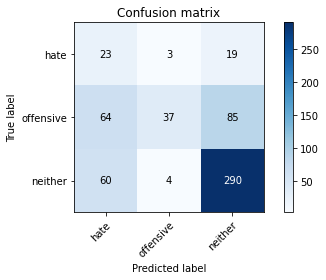 Confusion matrix
True label
hate 23 3 19
offensive 64 37 85
neither 60 4 290
hate offensive neither
Predicted label
250
200
150
100
50